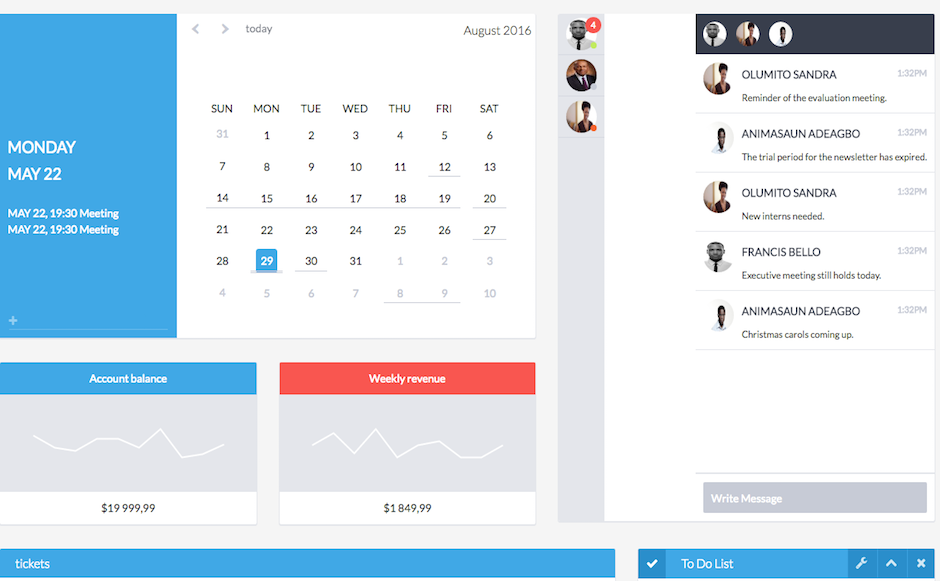 today
August 2016
SUN MON TUE WED THU FRI SAT
31 1 2 3 4 5 6
7 8 9 10 11 12 13
14 15 16 17 18 19 20
21 22 23 24 25 26 27
28 29 30 31 1 2 3
4 5 6 7 8 9 10
MONDAY
MAY 22
MAY 22, 19:30 Meeting
MAY 22, 19:30 Meeting
+
4
OLUMITO SANDRA 1:32PM
Reminder of the evaluation meeting.
ANIMASAUN ADEAGBO 1:32PM
The trial period for the newsletter has expired.
OLUMITO SANDRA 1:32PM
New interns needed.
FRANCIS BELLO 1:32PM
Executive meeting still holds today.
ANIMASAUN ADEAGBO 1:32PM
Christmas carols coming up.
Write Message
Account balance
$19 999,99
Weekly revenue
$1 849,99
tickets
To Do List